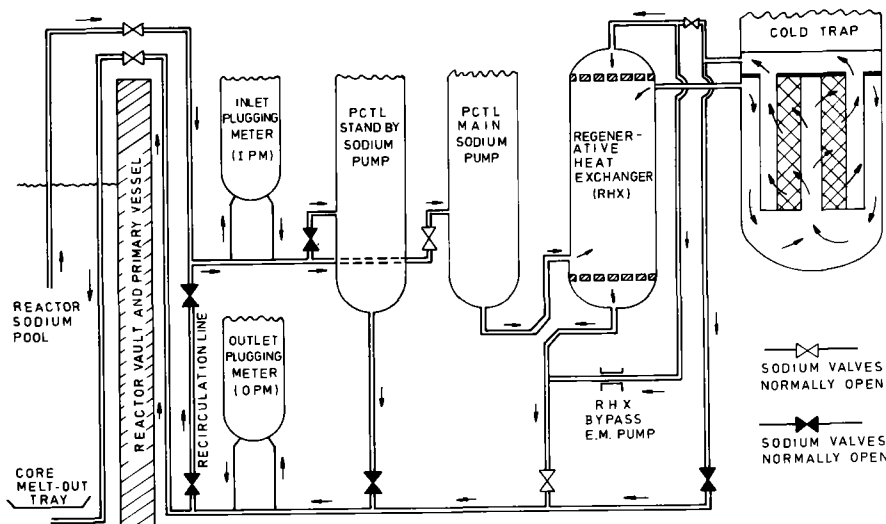 COLD TRAP
INLET
PLUGGING
METER
(IPM)
PCTL
STAND BY
SODIUM
PUMP
PCTL
MAIN
SODIUM
PUMP
REGENER-
ATIVE
HEAT
EXCHANGER
(RHX)
REACTOR VAULT AND PRIMARY VESSEL
REACTOR
SODIUM
POOL
RECIRCULATION LINE
OUTLET
PLUGGING
METER
(OPM)
RHX
BYPASS
E.M. PUMP
SODIUM VALVES
NORMALLY OPEN
SODIUM VALVES
NORMALLY OPEN
CORE
MELT-OUT
TRAY